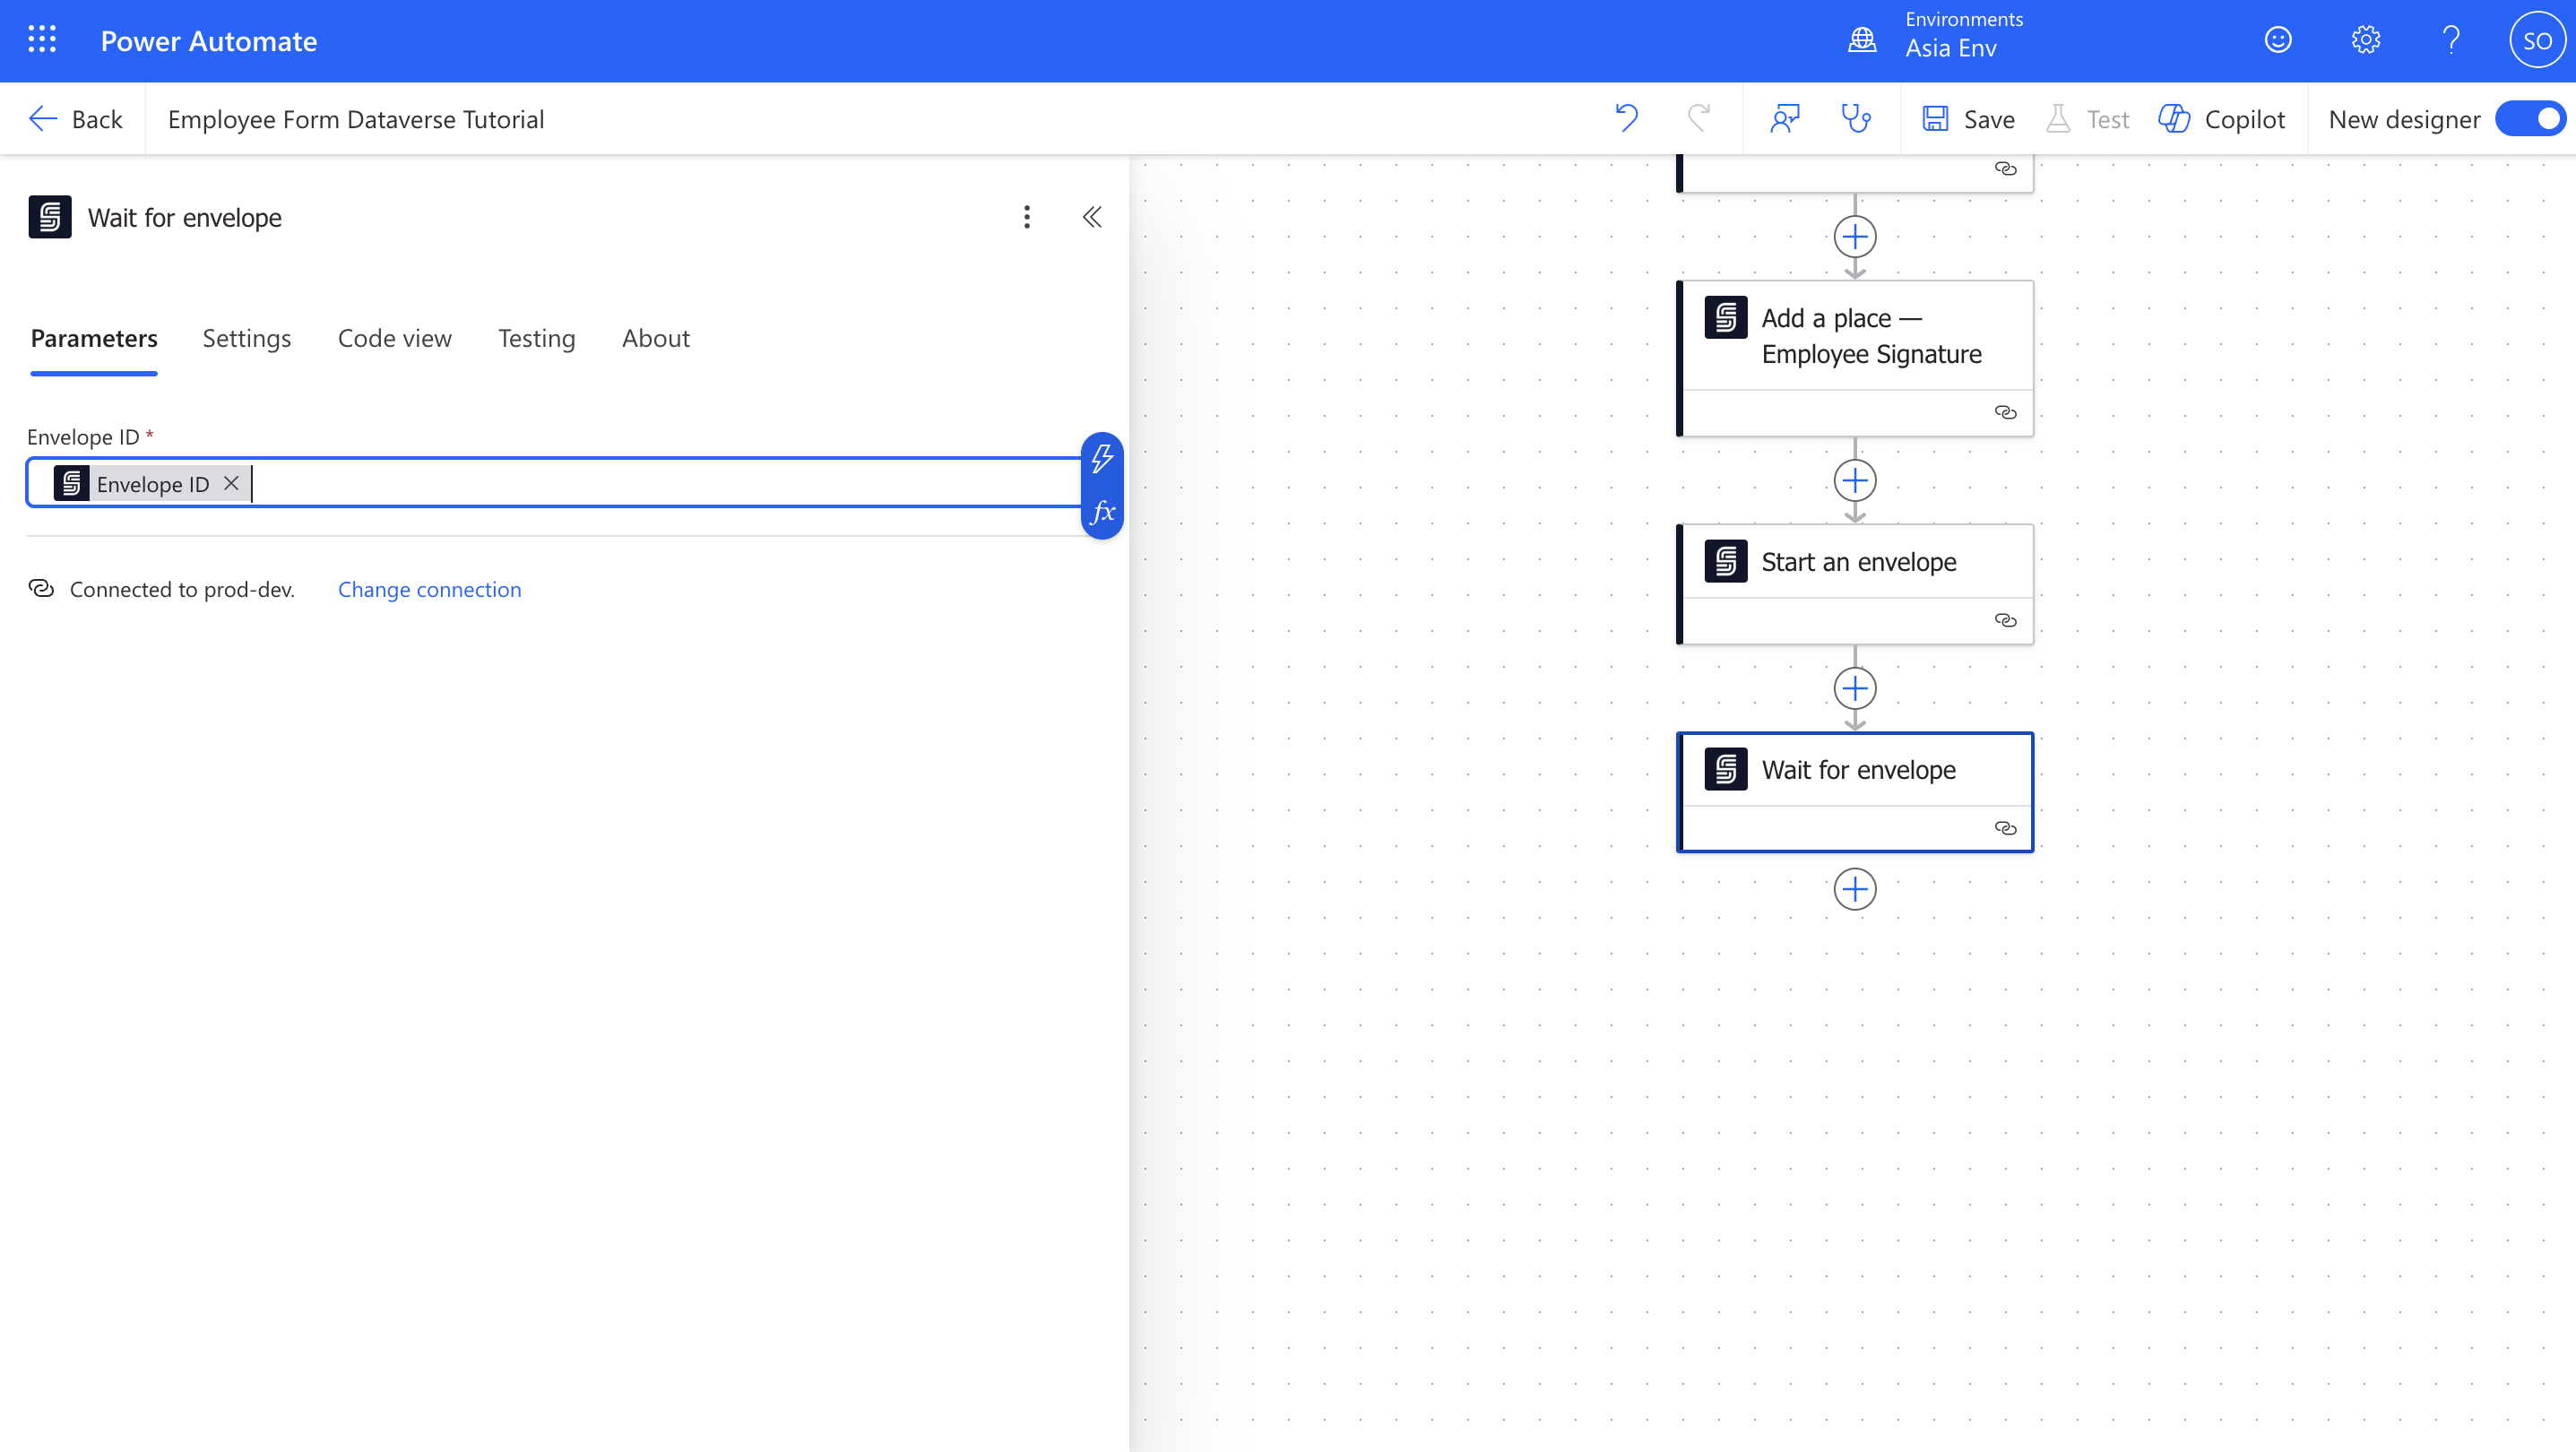 Power Automate
Environments
Asia Env
SO
Back
Employee Form Dataverse Tutorial
Save
Test
Copilot
New designer
Wait for envelope
Parameters
Settings
Code view
Testing
About
Envelope ID *
Envelope ID
fx
Connected to prod-dev.
Change connection
Add a place —
Employee Signature
Start an envelope
Wait for envelope